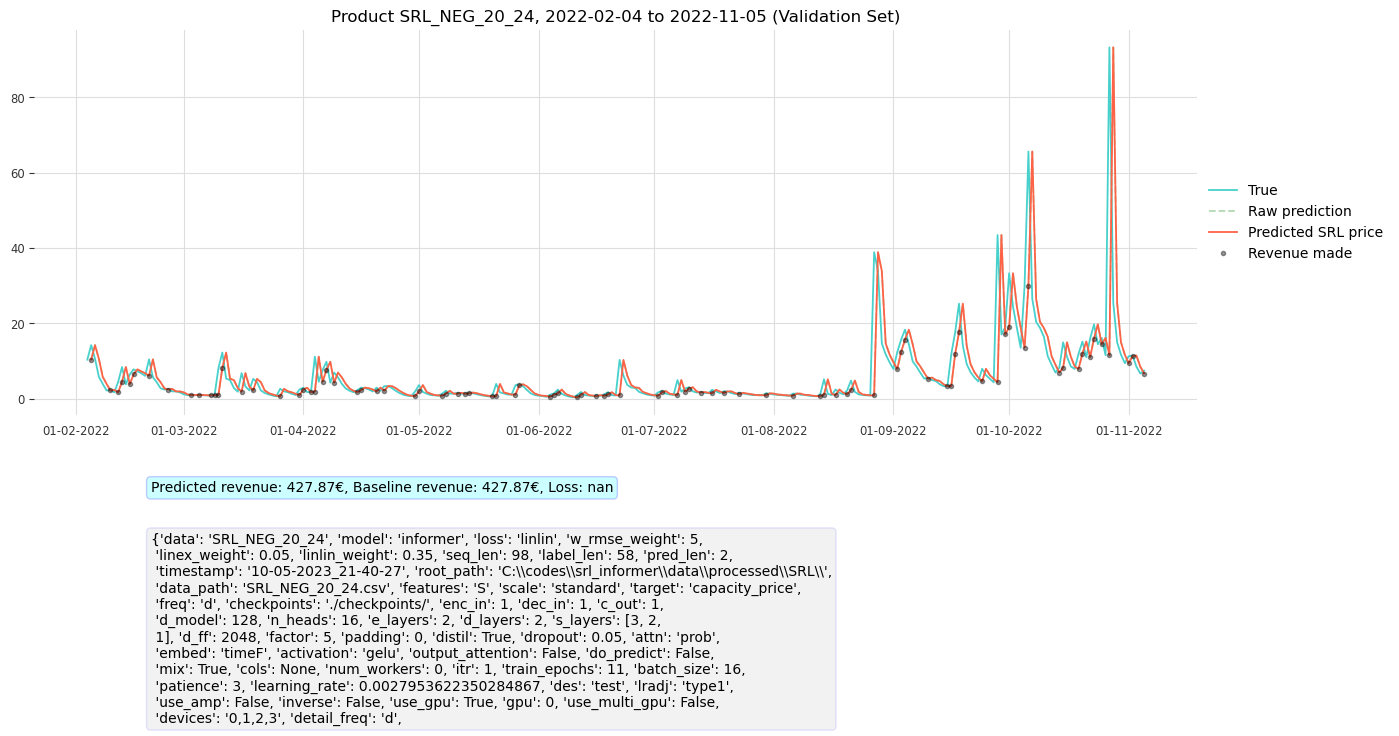 Product SRL_NEG_20_24, 2022-02-04 to 2022-11-05 (Validation Set)
80
60
40
20
0
01-02-2022 01-03-2022 01-04-2022 01-05-2022 01-06-2022 01-07-2022 01-08-2022 01-09-2022 01-10-2022 01-11-2022
True
Raw prediction
Predicted SRL price
Revenue made
Predicted revenue: 427.87€, Baseline revenue: 427.87€, Loss: nan
{'data': 'SRL_NEG_20_24', 'model': 'informer', 'loss': 'linlin', 'w_rmse_weight': 5,
'linex_weight': 0.05, 'linlin_weight': 0.35, 'seq_len': 98, 'label_len': 58, 'pred_len': 2,
'timestamp': '10-05-2023_21-40-27', 'root_path': 'C:\\codes\\srl_informer\\data\\processed\\SRL\\',
'data_path': 'SRL_NEG_20_24.csv', 'features': 'S', 'scale': 'standard', 'target': 'capacity_price',
'freq': 'd', 'checkpoints': './checkpoints/', 'enc_in': 1, 'dec_in': 1, 'c_out': 1,
'd_model': 128, 'n_heads': 16, 'e_layers': 2, 'd_layers': 2, 's_layers': [3, 2,
1], 'd_ff': 2048, 'factor': 5, 'padding': 0, 'distil': True, 'dropout': 0.05, 'attn': 'prob',
'embed': 'timeF', 'activation': 'gelu', 'output_attention': False, 'do_predict': False,
'mix': True, 'cols': None, 'num_workers': 0, 'itr': 1, 'train_epochs': 11, 'batch_size': 16,
'patience': 3, 'learning_rate': 0.0027953622350284867, 'des': 'test', 'lradj': 'type1',
'use_amp': False, 'inverse': False, 'use_gpu': True, 'gpu': 0, 'use_multi_gpu': False,
'devices': '0,1,2,3', 'detail_freq': 'd',